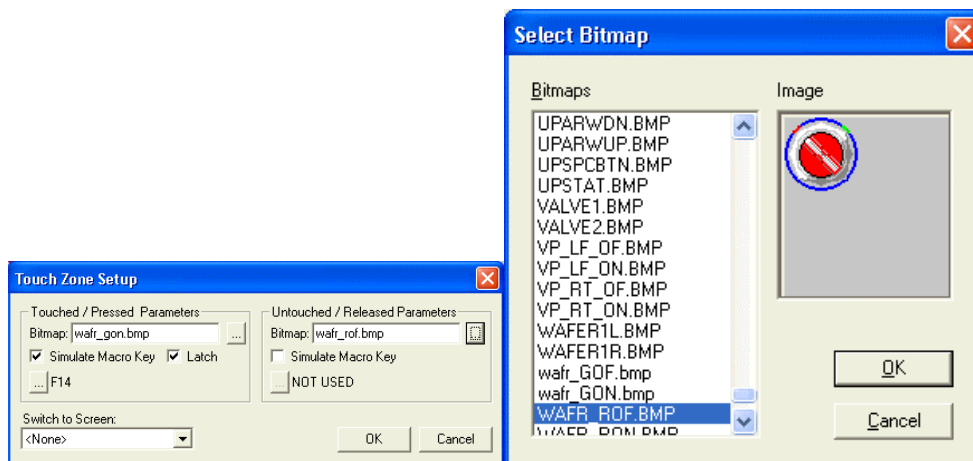 Select Bitmap
Bitmaps
Image
UPARWDN.BMP
UPARWUP.BMP
UPSPCBTN.BMP
UPSTAT.BMP
VALVE1.BMP
VALVE2.BMP
VP_LF_OF.BMP
VP_LF_ON.BMP
VP_RT_OF.BMP
VP_RT_ON.BMP
WAFER1L.BMP
WAFER1R.BMP
wafr_GOF.bmp
wafr_GON.bmp
WAFR_ROF.BMP
WAFR_RON.BMP
OK
Cancel
Touch Zone Setup
Touched / Pressed Parameters
Bitmap: wafr_gon.bmp ...
Simulate Macro Key Latch
... F14
Untouched / Released Parameters
Bitmap: wafr_rof.bmp ...
Simulate Macro Key
... NOT USED
Switch to Screen:
<None>
OK Cancel